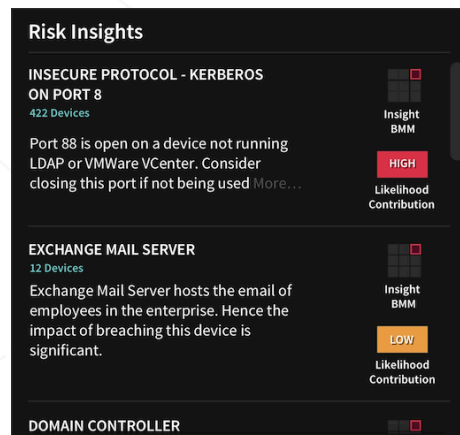 Risk Insights
INSECURE PROTOCOL - KERBEROS
ON PORT 8
422 Devices
Insight
BMM
Port 88 is open on a device not running
LDAP or VMWare VCenter. Consider
closing this port if not being used More...
HIGH
Likelihood
Contribution
EXCHANGE MAIL SERVER
12 Devices
Insight
BMM
Exchange Mail Server hosts the email of
employees in the enterprise. Hence the
impact of breaching this device is
significant.
LOW
Likelihood
Contribution
DOMAIN CONTROLLER